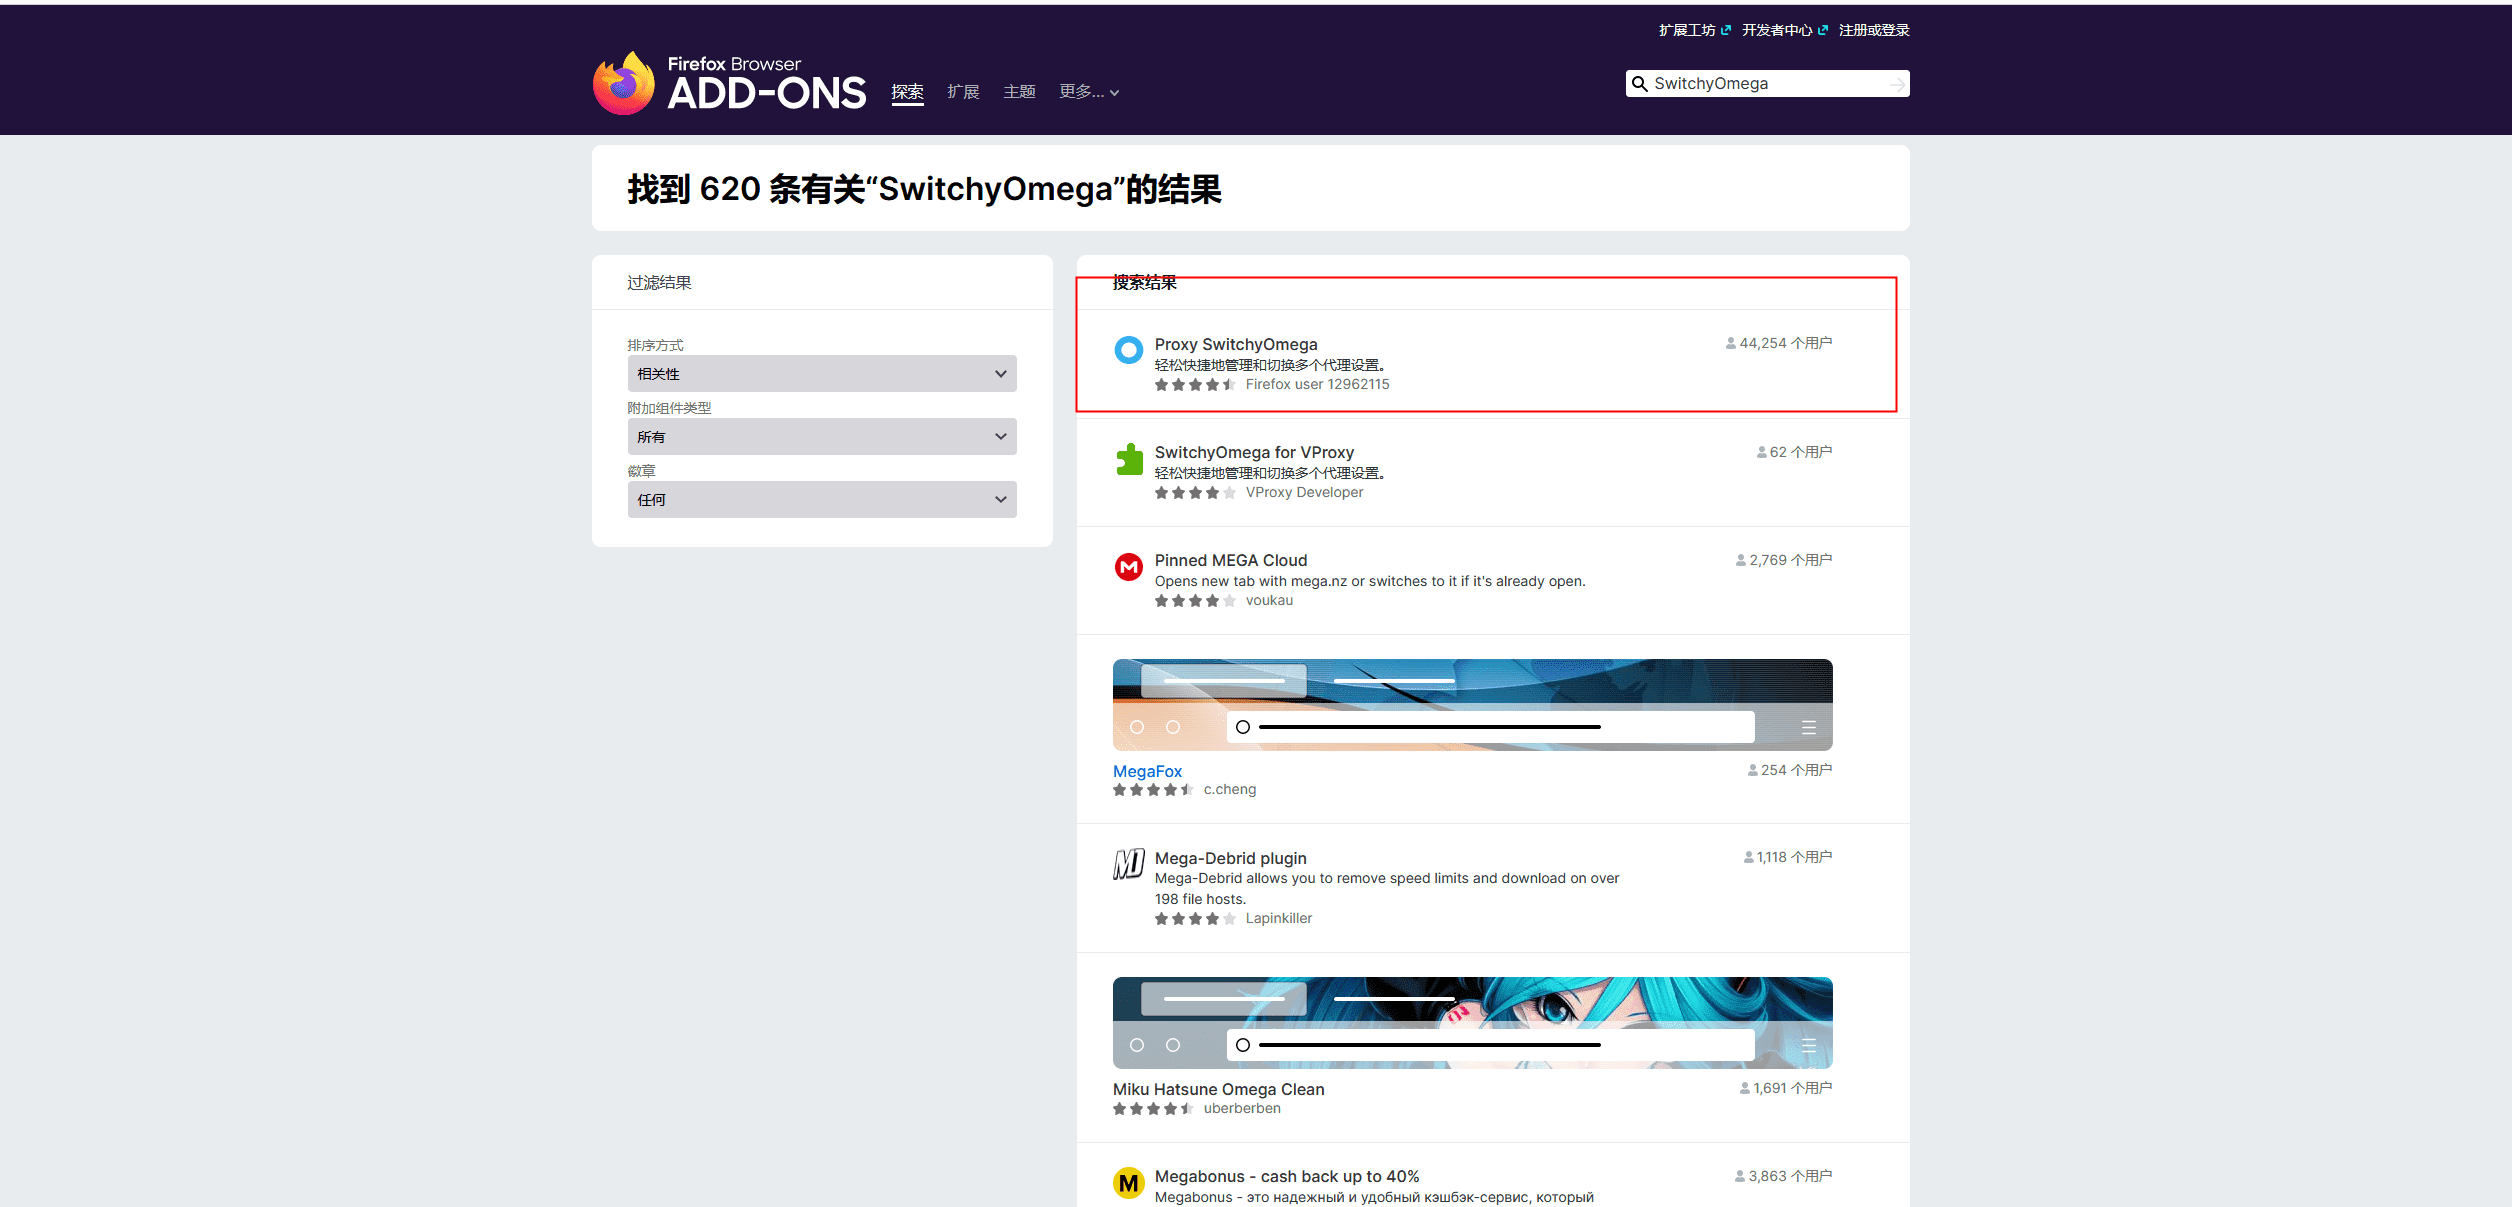 扩展工坊 开发者中心 注册或登录
Firefox Browser
ADD-ONS
探索 扩展 主题 更多...
SwitchyOmega
找到 620 条有关“SwitchyOmega”的结果
过滤结果
排序方式
相关性
附加组件类型
所有
徽章
任何
搜索结果
Proxy SwitchyOmega
44,254 个用户
轻松快捷地管理和切换多个代理设置。
Firefox user 12962115
SwitchyOmega for VProxy
62 个用户
轻松快捷地管理和切换多个代理设置。
VProxy Developer
Pinned MEGA Cloud
2,769 个用户
Opens new tab with mega.nz or switches to it if it's already open.
voukau
MegaFox
254 个用户
c.cheng
Mega-Debrid plugin
1,118 个用户
Mega-Debrid allows you to remove speed limits and download on over
198 file hosts.
Lapinkiller
Miku Hatsune Omega Clean
1,691 个用户
uberberben
Megabonus - cash back up to 40%
3,863 个用户
Megabonus - это надежный и удобный кэшбэк-сервис, который